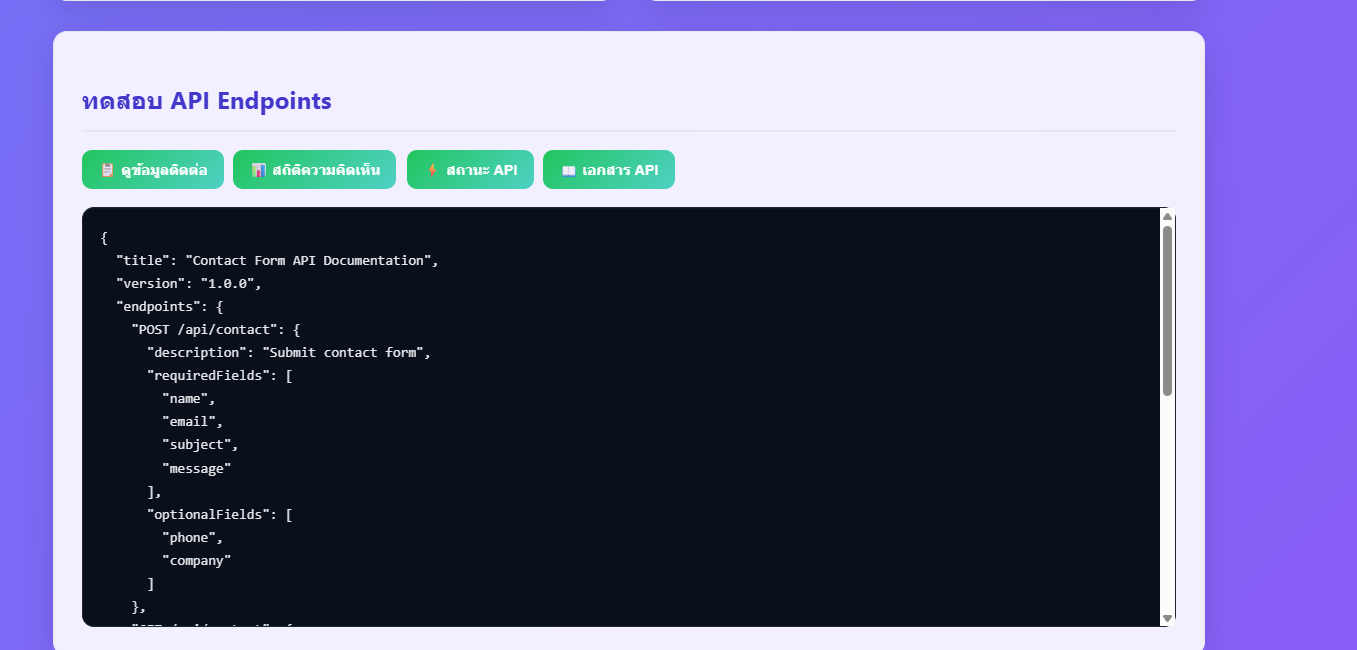 ทดสอบ API Endpoints
📋 ดูข้อมูลติดต่อ
📊 สถิติความคิดเห็น
⚡ สถานะ API
📖 เอกสาร API
{
  "title": "Contact Form API Documentation",
  "version": "1.0.0",
  "endpoints": {
    "POST /api/contact": {
      "description": "Submit contact form",
      "requiredFields": [
        "name",
        "email",
        "subject",
        "message"
      ],
      "optionalFields": [
        "phone",
        "company"
      ]
    },